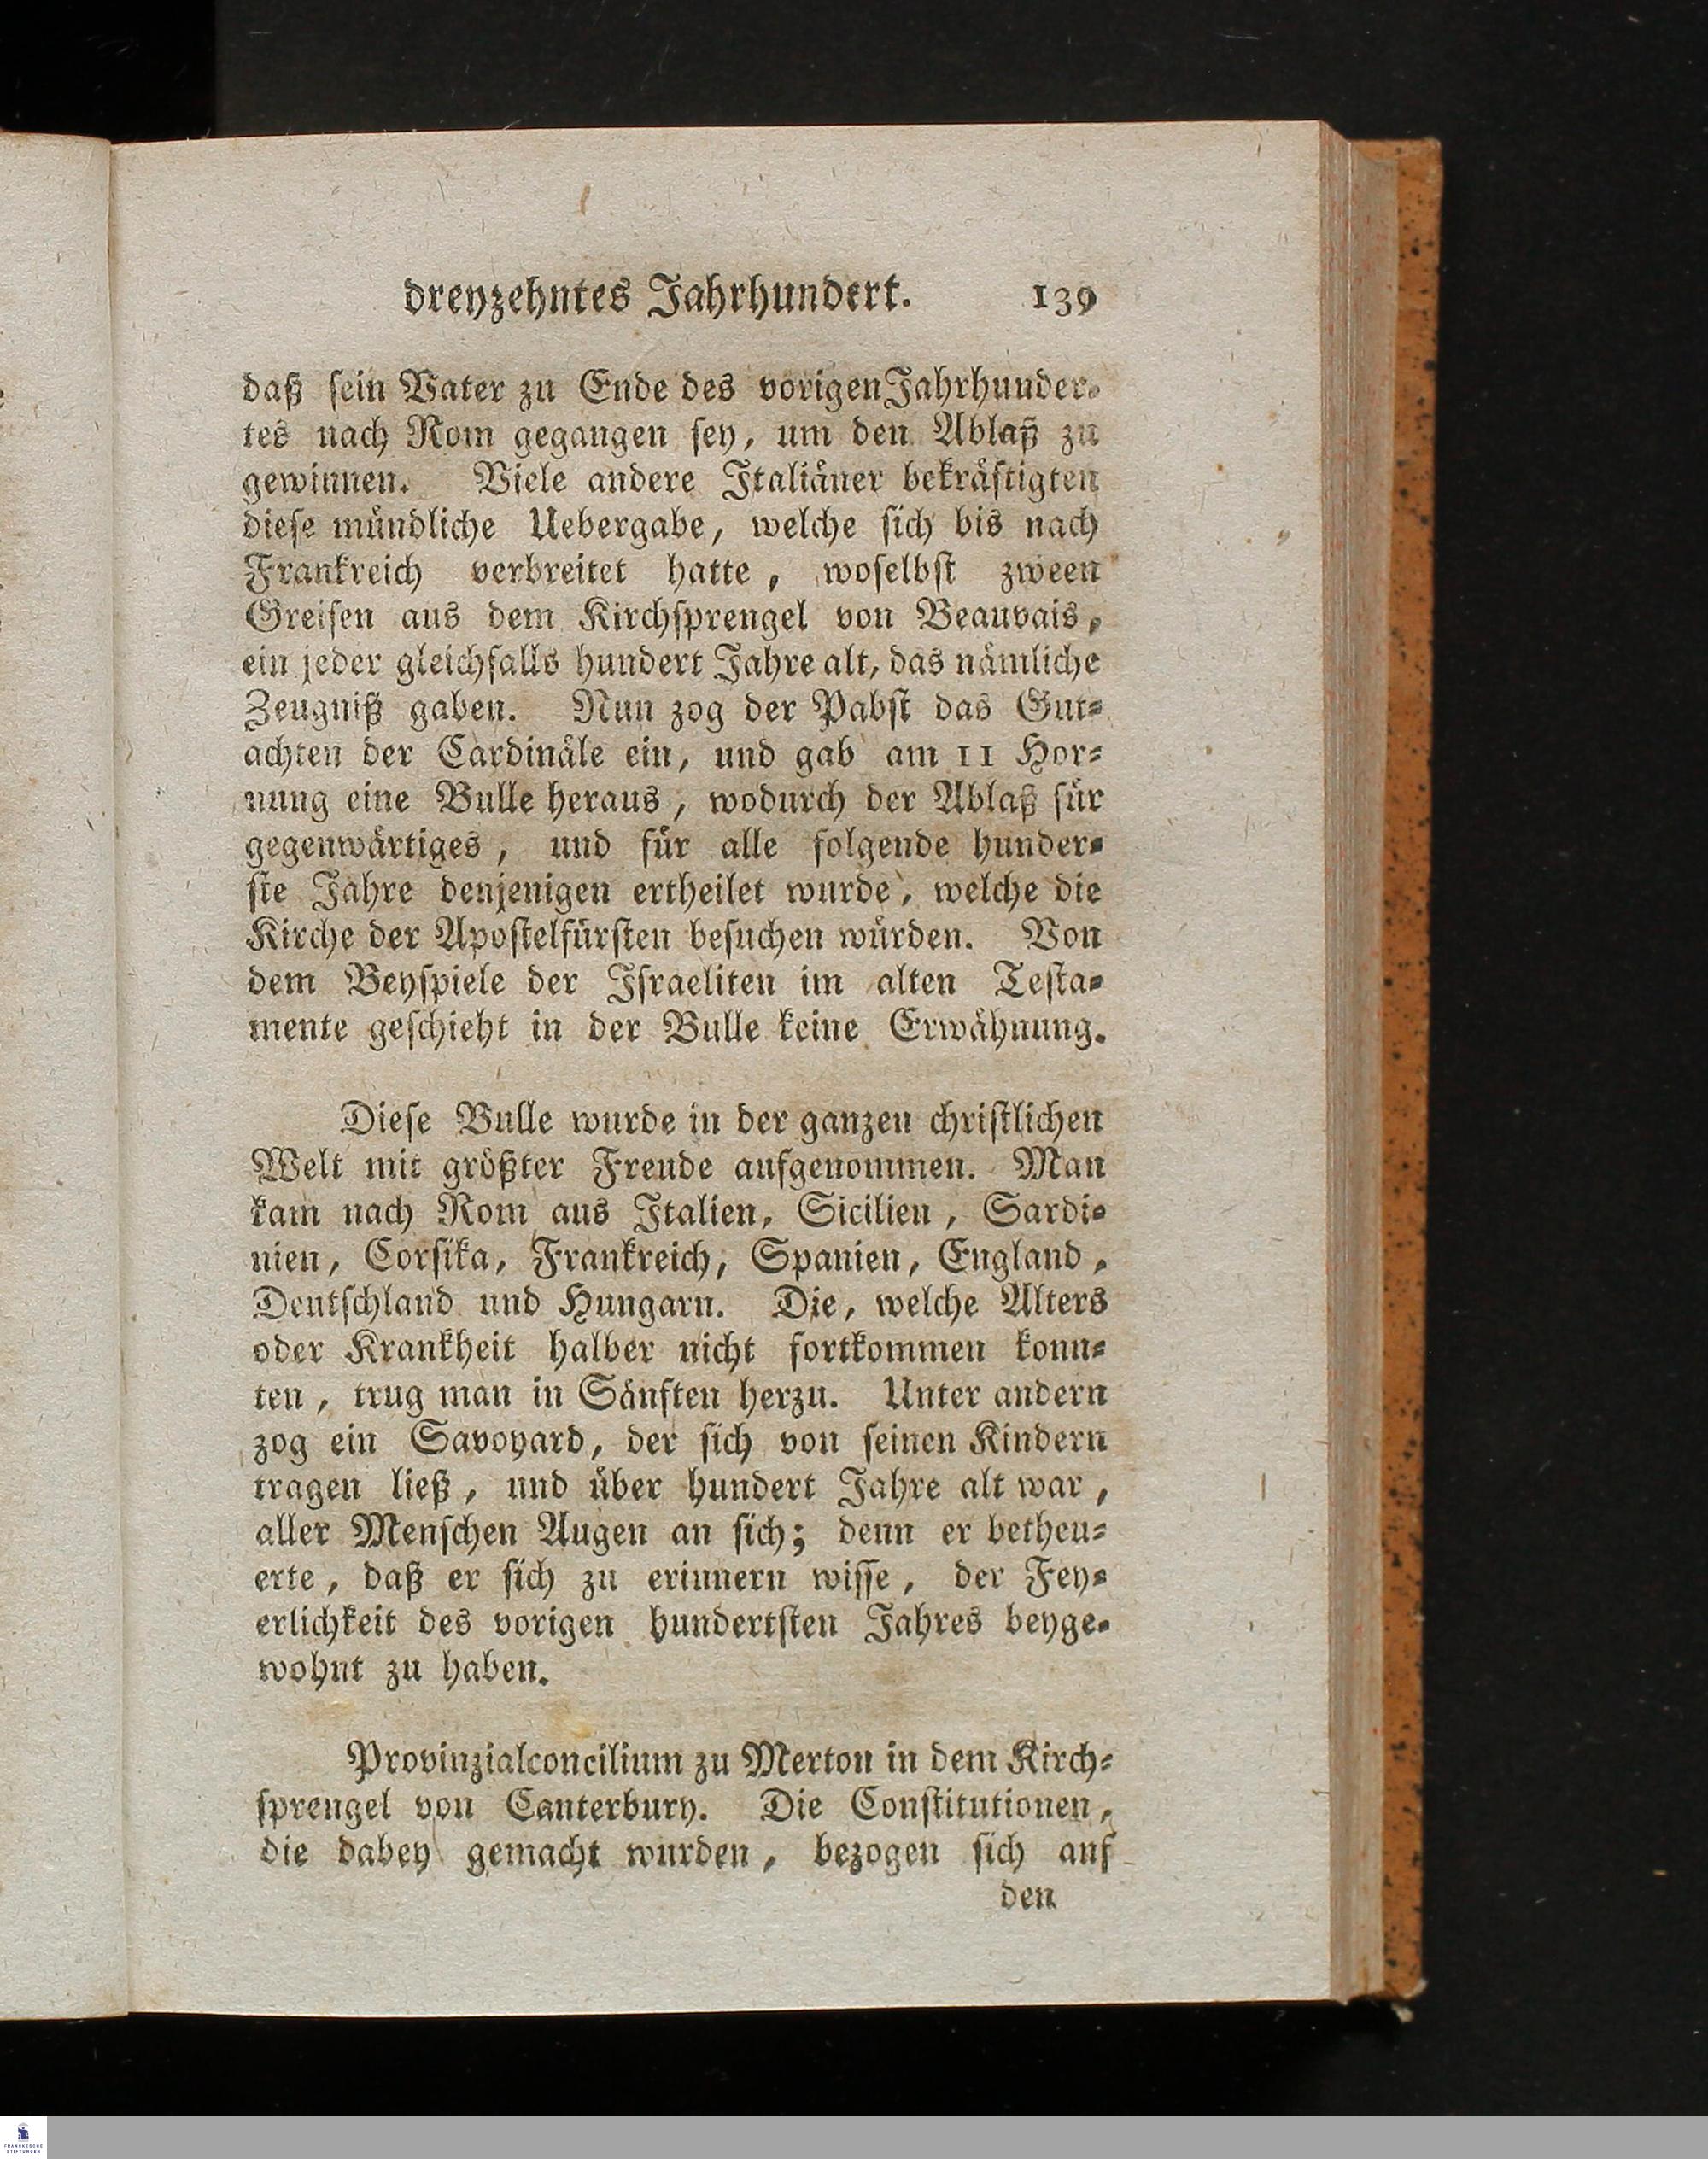 dreyzehntes Jahrhundert. 139
daß sein Vater zu Ende des vorigen Jahrhunder-
tes nach Rom gegangen sey, um den Ablaß zu
gewinnen. Viele andere Italiäner bekräftigten
diese mündliche Uebergabe, welche sich bis nach
Frankreich verbreitet hatte, woselbst zween
Greisen aus dem Kirchsprengel von Beauvais,
ein jeder gleichfalls hundert Jahre alt, das nämliche
Zeugniß gaben. Nun zog der Pabst das Gut-
achten der Cardinäle ein, und gab am 11 Hor-
nung eine Bulle heraus, wodurch der Ablaß für
gegenwärtiges, und für alle folgende hunder-
ste Jahre denjenigen ertheilet wurde, welche die
Kirche der Apostelfürsten besuchen würden. Von
dem Beyspiele der Israeliten im alten Testa-
mente geschieht in der Bulle keine Erwähnung.
Diese Bulle wurde in der ganzen christlichen
Welt mit größter Freude aufgenommen. Man
kam nach Rom aus Italien, Sicilien, Sardi-
nien, Corsika, Frankreich, Spanien, England,
Deutschland und Hungarn. Die, welche Alters
oder Krankheit halber nicht fortkommen konn-
ten, trug man in Sänften herzu. Unter andern
zog ein Savoyard, der sich von seinen Kindern
tragen ließ, und über hundert Jahre alt war,
aller Menschen Augen an sich; denn er betheu-
erte, daß er sich zu erinnern wisse, der Fey-
erlichkeit des vorigen hundertsten Jahres beyge-
wohnt zu haben.
Provinzialconcilium zu Merton in dem Kirch-
sprengel von Canterbury. Die Constitutionen,
die dabey gemacht wurden, bezogen sich auf
den
FRANCKESCHE
STIFTUNGEN